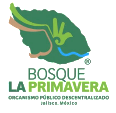 ®
BOSQUE
LA PRIMAVERA
ORGANISMO PÚBLICO DESCENTRALIZADO
Jalisco México